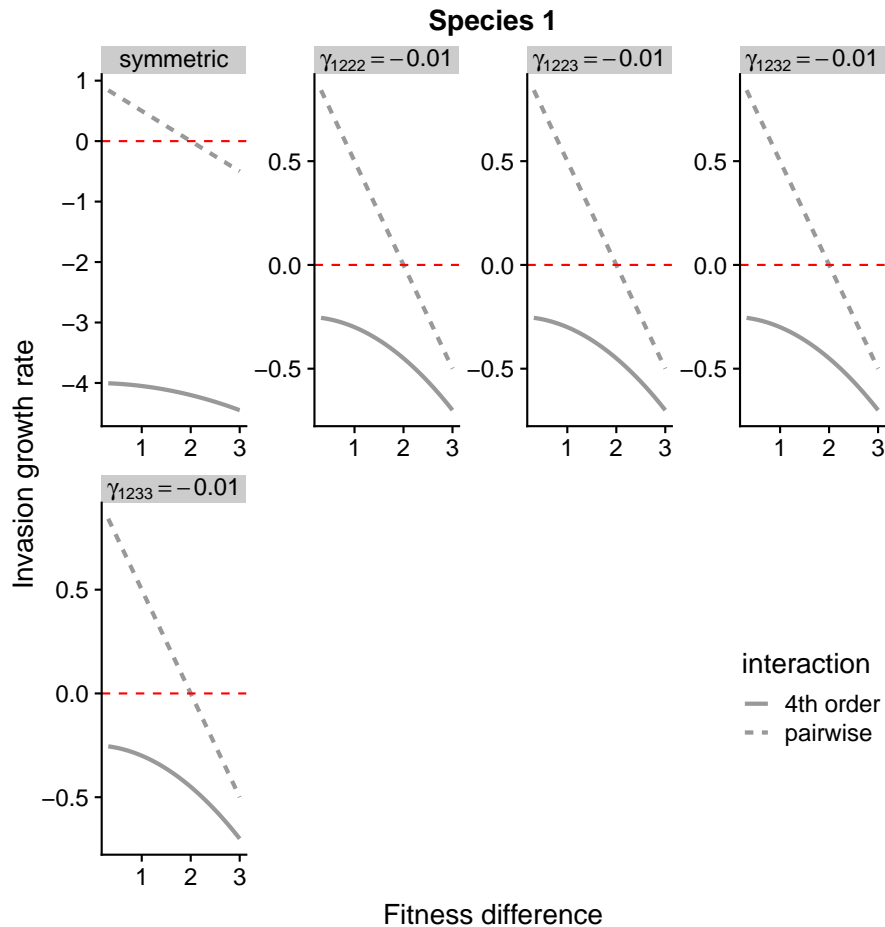 Species 1
symmetric
γ1222 = −0.01
γ1223 = −0.01
γ1232 = −0.01
1
0
−1
−2
−3
−4
0.5
0.0
−0.5
0.5
0.0
−0.5
0.5
0.0
−0.5
1 2 3
1 2 3
1 2 3
1 2 3
γ1233 = −0.01
0.5
0.0
−0.5
1 2 3
Invasion growth rate
Fitness difference
interaction
4th order
pairwise